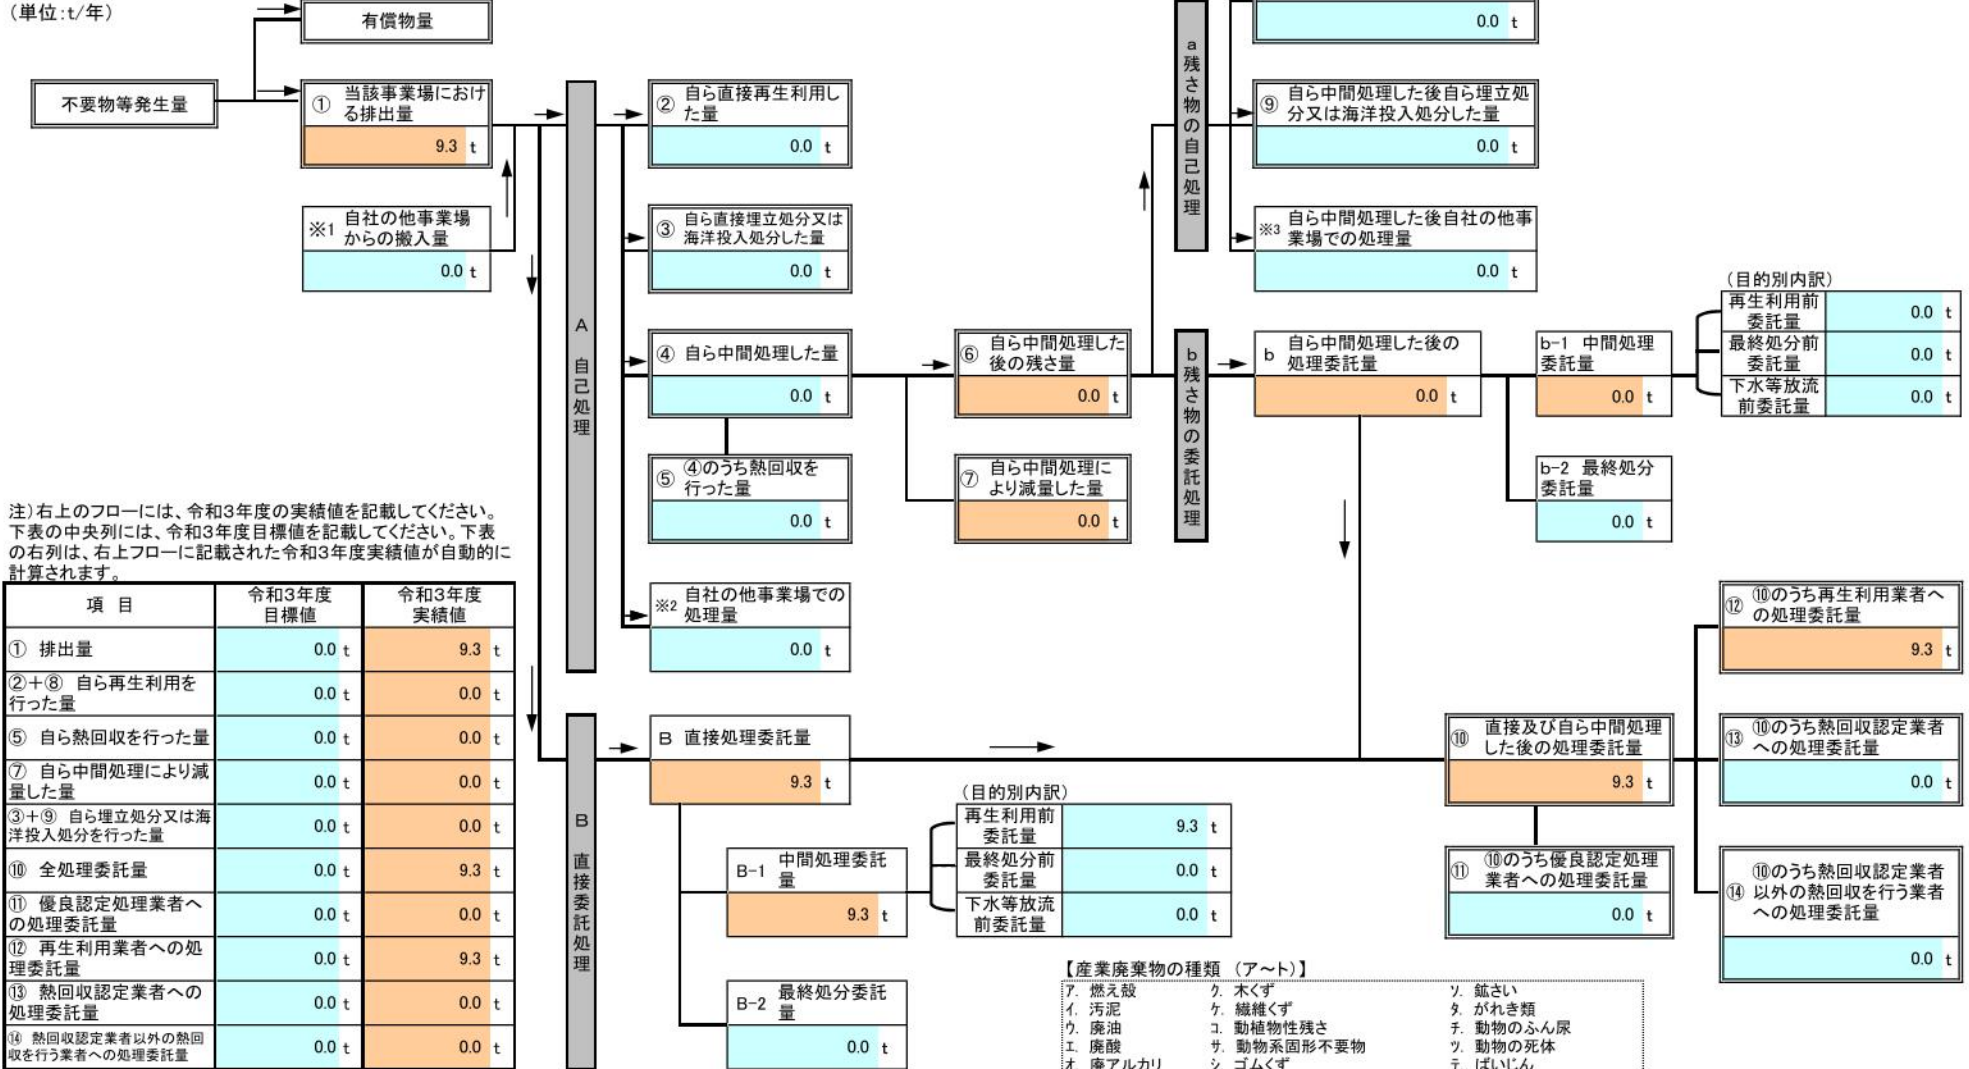 (単位:t/年)
有償物量
不要物等発生量
① 当該事業場におけ
る排出量
9.3 t
※1 自社の他事業場
からの搬入量
0.0 t
A 自己処理
② 自ら直接再生利用し
た量
0.0 t
③ 自ら直接埋立処分又は
海洋投入処分した量
0.0 t
④ 自ら中間処理した量
0.0 t
⑤ ④のうち熱回収を
行った量
0.0 t
※2 自社の他事業場での
処理量
0.0 t
⑥ 自ら中間処理した
後の残さ量
0.0 t
⑦ 自ら中間処理に
より減量した量
0.0 t
a 残さ物の自己処理
0.0 t
⑨ 自ら中間処理した後自ら埋立処
分又は海洋投入処分した量
0.0 t
※3 自ら中間処理した後自社の他事
業場での処理量
0.0 t
b 残さ物の委託処理
b 自ら中間処理した後の
処理委託量
0.0 t
b-1 中間処理
委託量
0.0 t
(目的別内訳)
再生利用前
委託量
0.0 t
最終処分前
委託量
0.0 t
下水等放流
前委託量
0.0 t
b-2 最終処分
委託量
0.0 t
注)右上のフローには、令和3年度の実績値を記載してください。
下表の中央列には、令和3年度目標値を記載してください。下表
の右列は、右上フローに記載された令和3年度実績値が自動的に
計算されます。
項 目 令和3年度
目標値 令和3年度
実績値
① 排出量 0.0 t 9.3 t
②+⑧ 自ら再生利用を
行った量 0.0 t 0.0 t
⑤ 自ら熱回収を行った量 0.0 t 0.0 t
⑦ 自ら中間処理により減
量した量 0.0 t 0.0 t
③+⑨ 自ら埋立処分又は海
洋投入処分を行った量 0.0 t 0.0 t
⑩ 全処理委託量 0.0 t 9.3 t
⑪ 優良認定処理業者へ
の処理委託量 0.0 t 0.0 t
⑫ 再生利用業者への処
理委託量 0.0 t 9.3 t
⑬ 熱回収認定業者への
処理委託量 0.0 t 0.0 t
⑭ 熱回収認定業者以外の熱回
収を行う業者への処理委託量 0.0 t 0.0 t
B 直接委託処理
B 直接処理委託量
9.3 t
B-1 中間処理委託
量
9.3 t
(目的別内訳)
再生利用前
委託量
9.3 t
最終処分前
委託量
0.0 t
下水等放流
前委託量
0.0 t
B-2 最終処分委託
量
0.0 t
⑩ 直接及び自ら中間処理
した後の処理委託量
9.3 t
⑪ ⑩のうち優良認定処理
業者への処理委託量
0.0 t
⑫ ⑩のうち再生利用業者へ
の処理委託量
9.3 t
⑬ ⑩のうち熱回収認定業者
への処理委託量
0.0 t
⑭ ⑩のうち熱回収認定業者
以外の熱回収を行う業者
への処理委託量
0.0 t
【産業廃棄物の種類 (ア~ト)】
ア. 燃え殻 ク. 木くず ソ. 鉱さい
イ. 汚泥 ケ. 繊維くず タ. がれき類
ウ. 廃油 コ. 動植物性残さ チ. 動物のふん尿
エ. 廃酸 サ. 動物系固形不要物 ツ. 動物の死体
オ. 廃アルカリ シ. ゴムくず テ. ばいじん